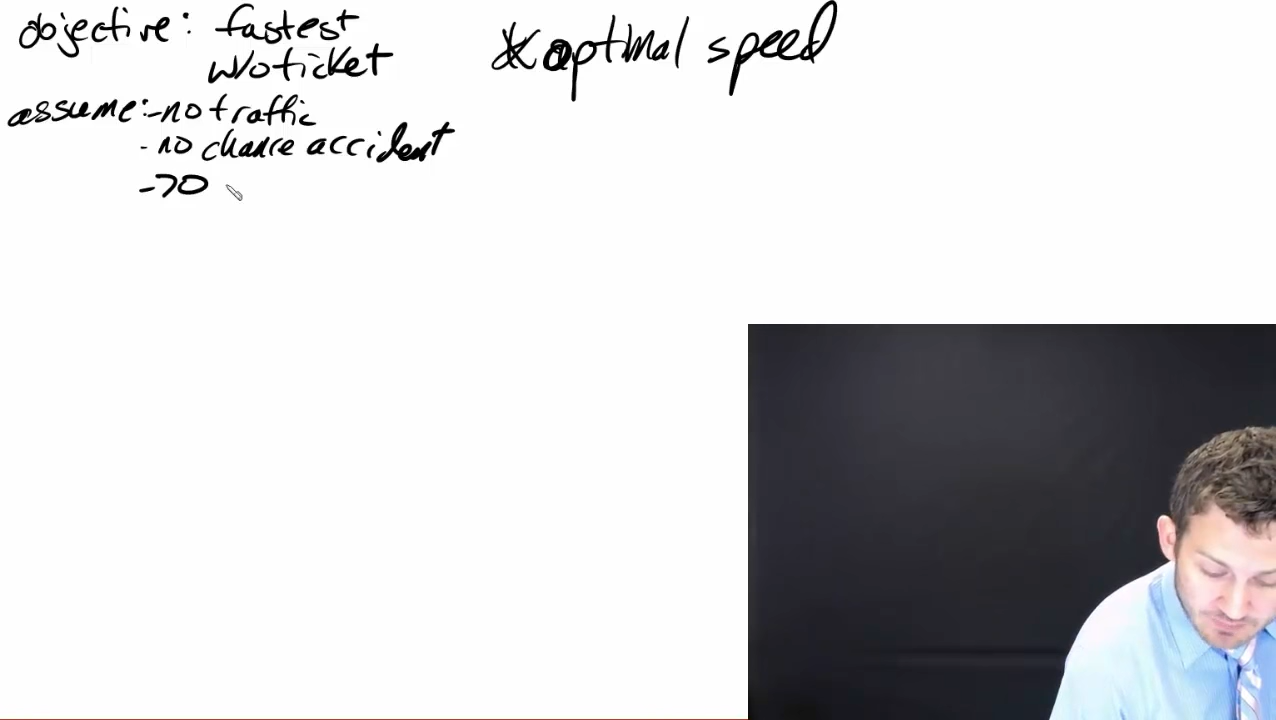 objective: fastest
w/o ticket
* optimal speed
assume: - no traffic
- no chance accident
- 70